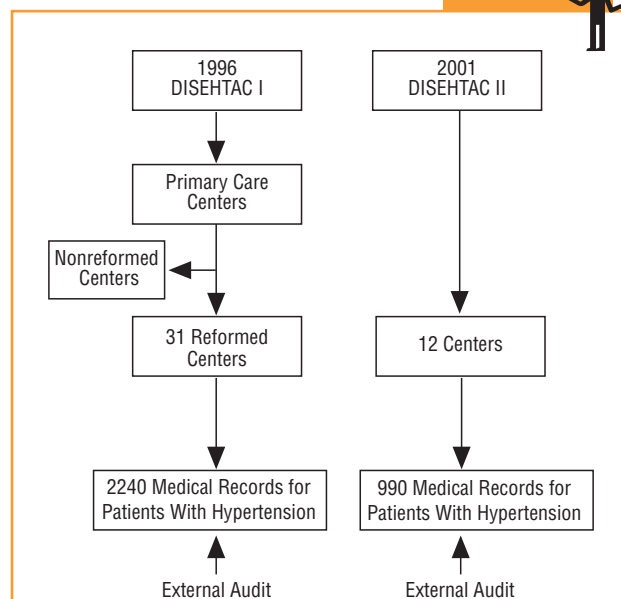 1996
DISEHTAC I
2001
DISEHTAC II
Primary Care
Centers
Nonreformed
Centers
31 Reformed
Centers
12 Centers
2240 Medical Records for
Patients With Hypertension
990 Medical Records for
Patients With Hypertension
External Audit
External Audit